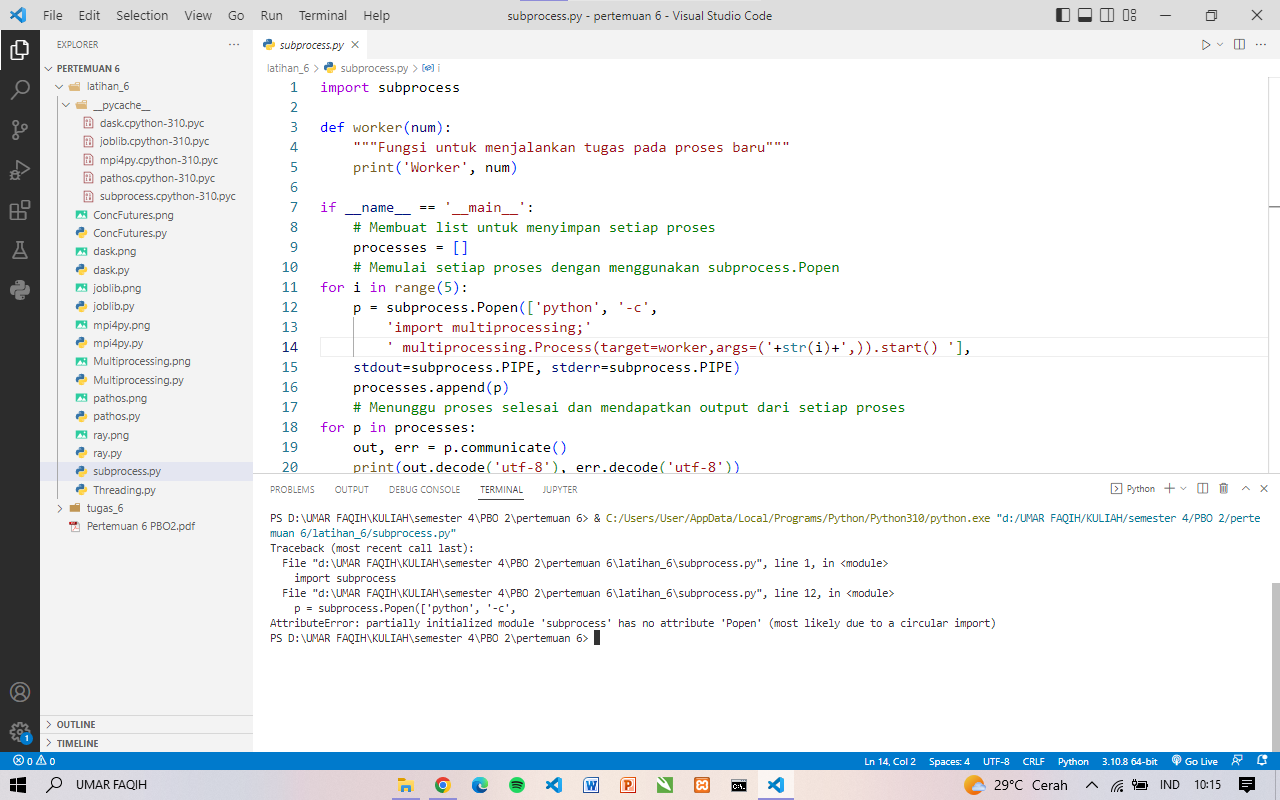 File Edit Selection View Go Run Terminal Help subprocess.py - pertemuan 6 - Visual Studio Code
EXPLORER
PERTEMUAN 6
latihan_6
__pycache__
dask.cpython-310.pyc
joblib.cpython-310.pyc
mpi4py.cpython-310.pyc
pathos.cpython-310.pyc
subprocess.cpython-310.pyc
ConcFutures.png
ConcFutures.py
dask.png
dask.py
joblib.png
joblib.py
mpi4py.png
mpi4py.py
Multiprocessing.png
Multiprocessing.py
pathos.png
pathos.py
ray.png
ray.py
subprocess.py
Threading.py
tugas_6
Pertemuan 6 PBO2.pdf
OUTLINE
TIMELINE
subprocess.py
latihan_6 > subprocess.py > i
1 import subprocess
2
3 def worker(num):
4     """Fungsi untuk menjalankan tugas pada proses baru"""
5     print('Worker', num)
6
7 if __name__ == '__main__':
8     # Membuat list untuk menyimpan setiap proses
9     processes = []
10     # Memulai setiap proses dengan menggunakan subprocess.Popen
11 for i in range(5):
12     p = subprocess.Popen(['python', '-c',
13         'import multiprocessing;'
14         ' multiprocessing.Process(target=worker,args=('+str(i)+',)).start() '],
15     stdout=subprocess.PIPE, stderr=subprocess.PIPE)
16     processes.append(p)
17     # Menunggu proses selesai dan mendapatkan output dari setiap proses
18 for p in processes:
19     out, err = p.communicate()
20     print(out.decode('utf-8'), err.decode('utf-8'))
PROBLEMS OUTPUT DEBUG CONSOLE TERMINAL JUPYTER Python
PS D:\UMAR FAQIH\KULIAH\semester 4\PBO 2\pertemuan 6> & C:/Users/User/AppData/Local/Programs/Python/Python310/python.exe "d:/UMAR FAQIH/KULIAH/semester 4/PBO 2/perte
muan 6/latihan_6/subprocess.py"
Traceback (most recent call last):
  File "d:\UMAR FAQIH\KULIAH\semester 4\PBO 2\pertemuan 6\latihan_6\subprocess.py", line 1, in <module>
    import subprocess
  File "d:\UMAR FAQIH\KULIAH\semester 4\PBO 2\pertemuan 6\latihan_6\subprocess.py", line 12, in <module>
    p = subprocess.Popen(['python', '-c',
AttributeError: partially initialized module 'subprocess' has no attribute 'Popen' (most likely due to a circular import)
PS D:\UMAR FAQIH\KULIAH\semester 4\PBO 2\pertemuan 6>
1
0 0 Ln 14, Col 2 Spaces: 4 UTF-8 CRLF Python 3.10.8 64-bit Go Live
UMAR FAQIH 29°C Cerah IND 10:15